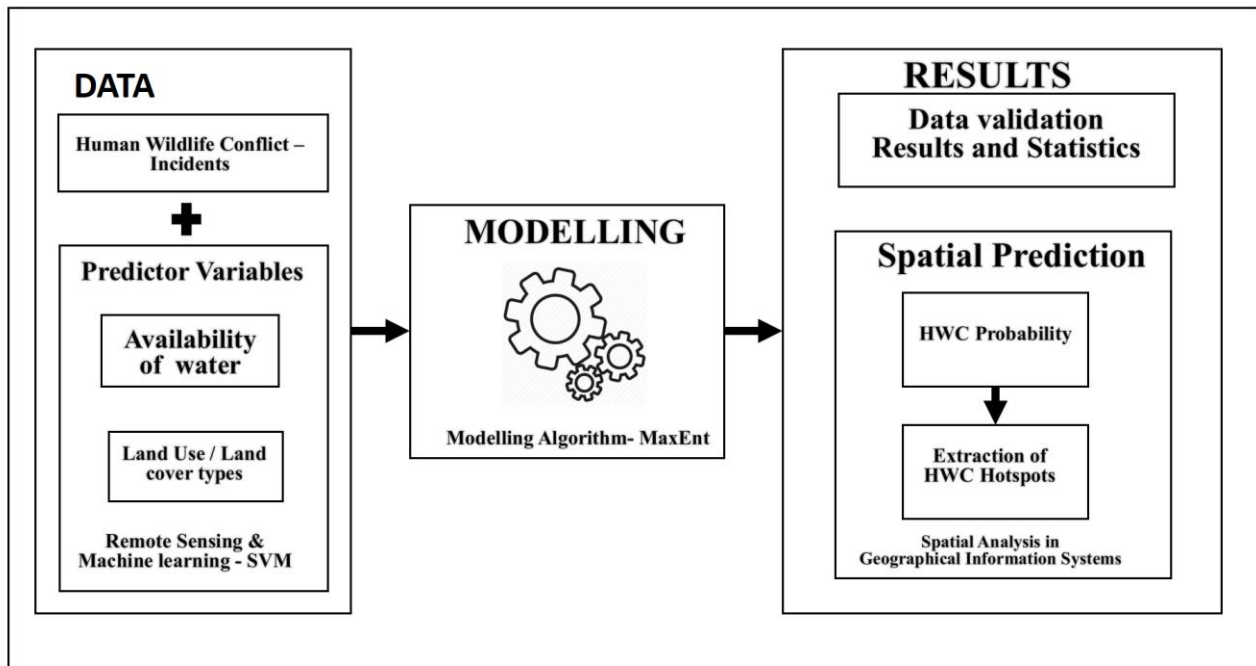 DATA
Human Wildlife Conflict –
Incidents
Predictor Variables
Availability
of water
Land Use / Land
cover types
Remote Sensing &
Machine learning - SVM
MODELLING
Modelling Algorithm- MaxEnt
RESULTS
Data validation
Results and Statistics
Spatial Prediction
HWC Probability
Extraction of
HWC Hotspots
Spatial Analysis in
Geographical Information Systems